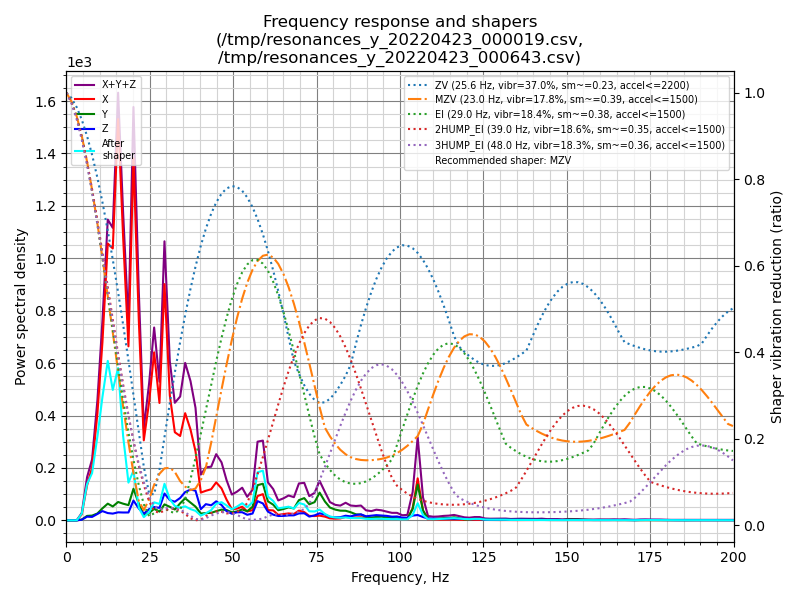 Frequency response and shapers
(/tmp/resonances_y_20220423_000019.csv,
/tmp/resonances_y_20220423_000643.csv)
1e3
X+Y+Z
X
Y
Z
After
shaper
ZV (25.6 Hz, vibr=37.0%, sm~=0.23, accel<=2200)
MZV (23.0 Hz, vibr=17.8%, sm~=0.39, accel<=1500)
EI (29.0 Hz, vibr=18.4%, sm~=0.38, accel<=1500)
2HUMP_EI (39.0 Hz, vibr=18.6%, sm~=0.35, accel<=1500)
3HUMP_EI (48.0 Hz, vibr=18.3%, sm~=0.36, accel<=1500)
Recommended shaper: MZV
Power spectral density
1.6
1.4
1.2
1.0
0.8
0.6
0.4
0.2
0.0
1.0
0.8
0.6
0.4
0.2
0.0
Shaper vibration reduction (ratio)
0 25 50 75 100 125 150 175 200
Frequency, Hz